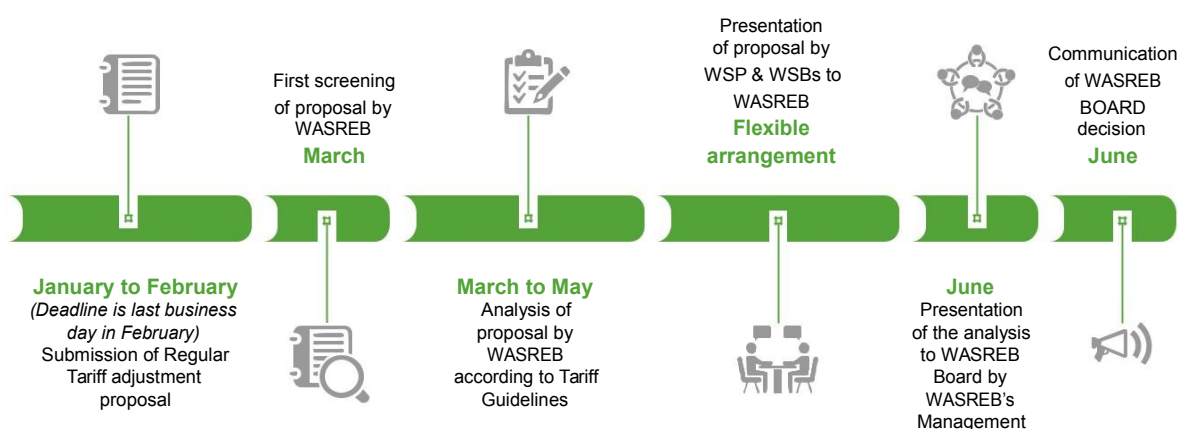 January to February
(Deadline is last business
day in February)
Submission of Regular
Tariff adjustment
proposal
First screening
of proposal by
WASREB
March
March to May
Analysis of
proposal by
WASREB
according to Tariff
Guidelines
Presentation
of proposal by
WSP & WSBs to
WASREB
Flexible
arrangement
June
Presentation
of the analysis
to WASREB
Board by
WASREB's
Management
Communication
of WASREB
BOARD
decision
June